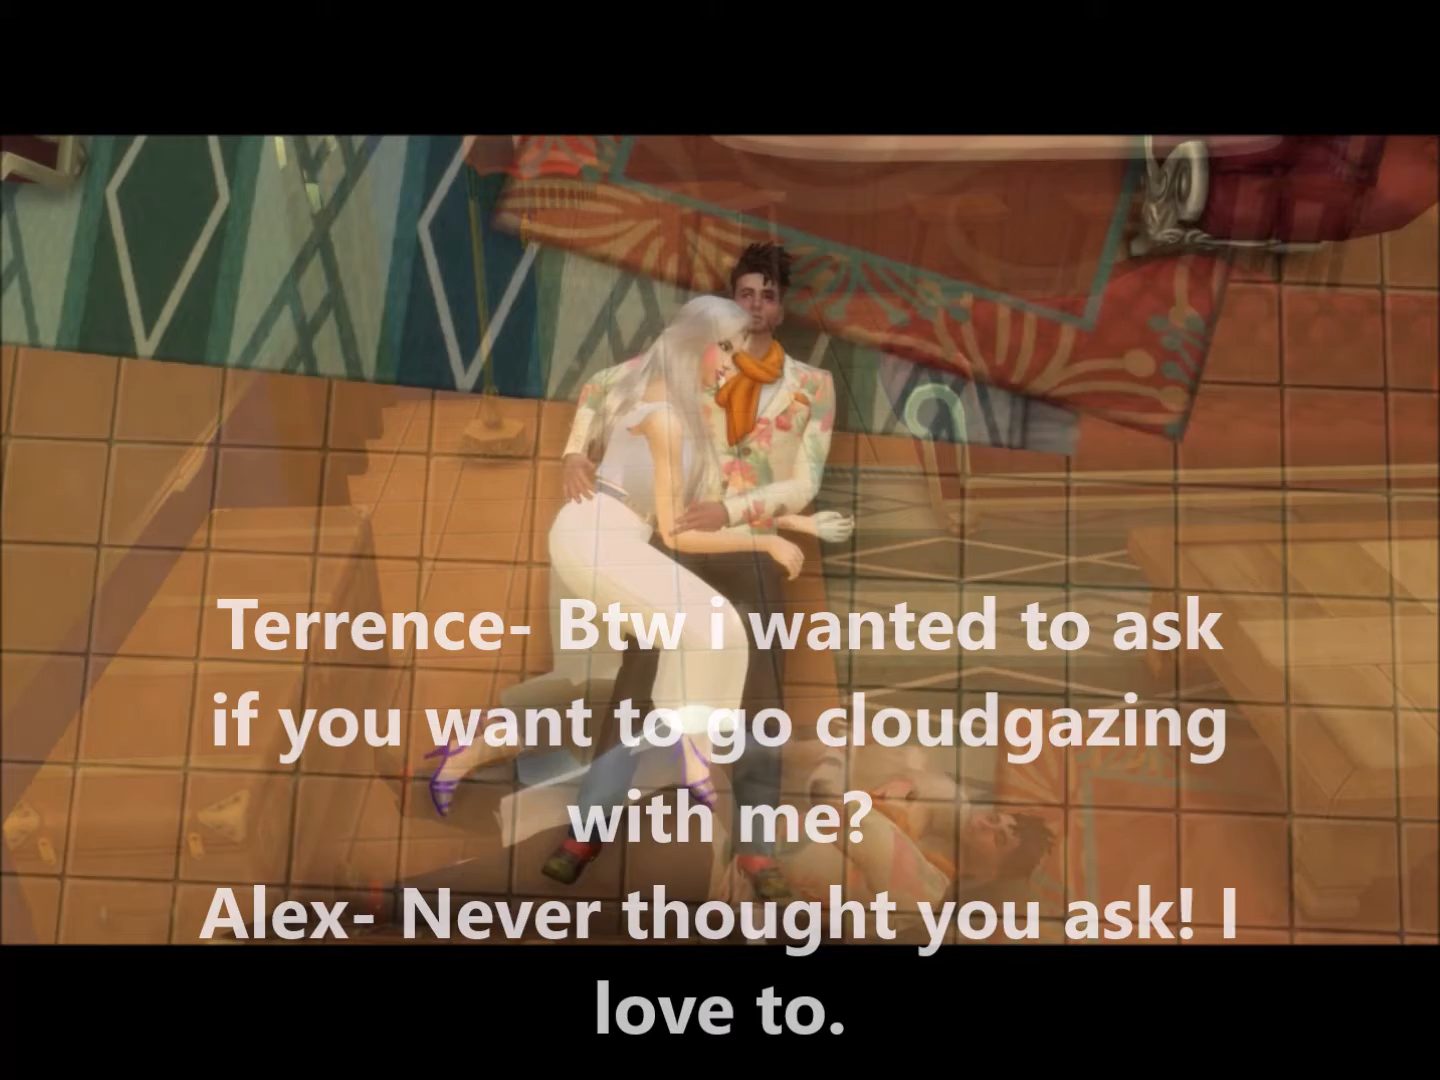 Terrence- Btw i wanted to ask
if you want to go cloudgazing
with me?
Alex- Never thought you ask! I
love to.